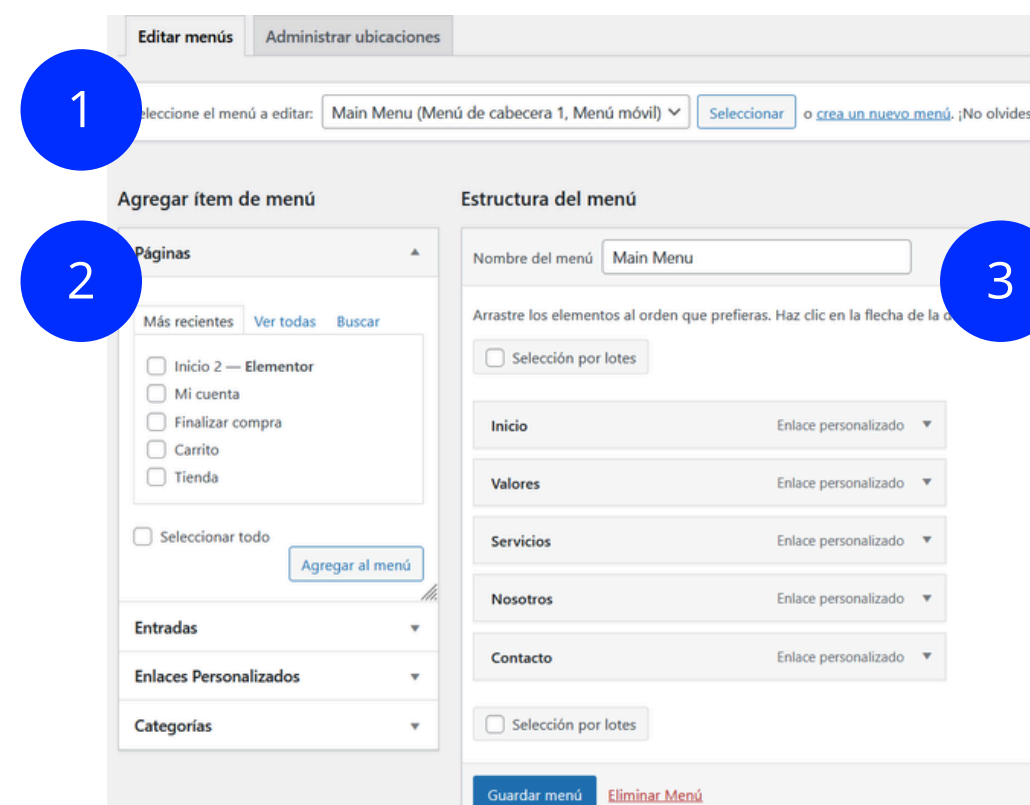 Editar menús Administrar ubicaciones
1
eleccione el menú a editar: Main Menu (Menú de cabecera 1, Menú móvil) Seleccionar o crea un nuevo menú. ¡No olvides
Agregar ítem de menú
2
Páginas
Más recientes Ver todas Buscar
Inicio 2 — Elementor
Mi cuenta
Finalizar compra
Carrito
Tienda
Seleccionar todo
Agregar al menú
Entradas
Enlaces Personalizados
Categorías
Estructura del menú
Nombre del menú Main Menu
3
Arrastre los elementos al orden que prefieras. Haz clic en la flecha de la
Selección por lotes
Inicio Enlace personalizado
Valores Enlace personalizado
Servicios Enlace personalizado
Nosotros Enlace personalizado
Contacto Enlace personalizado
Selección por lotes
Guardar menú Eliminar Menú